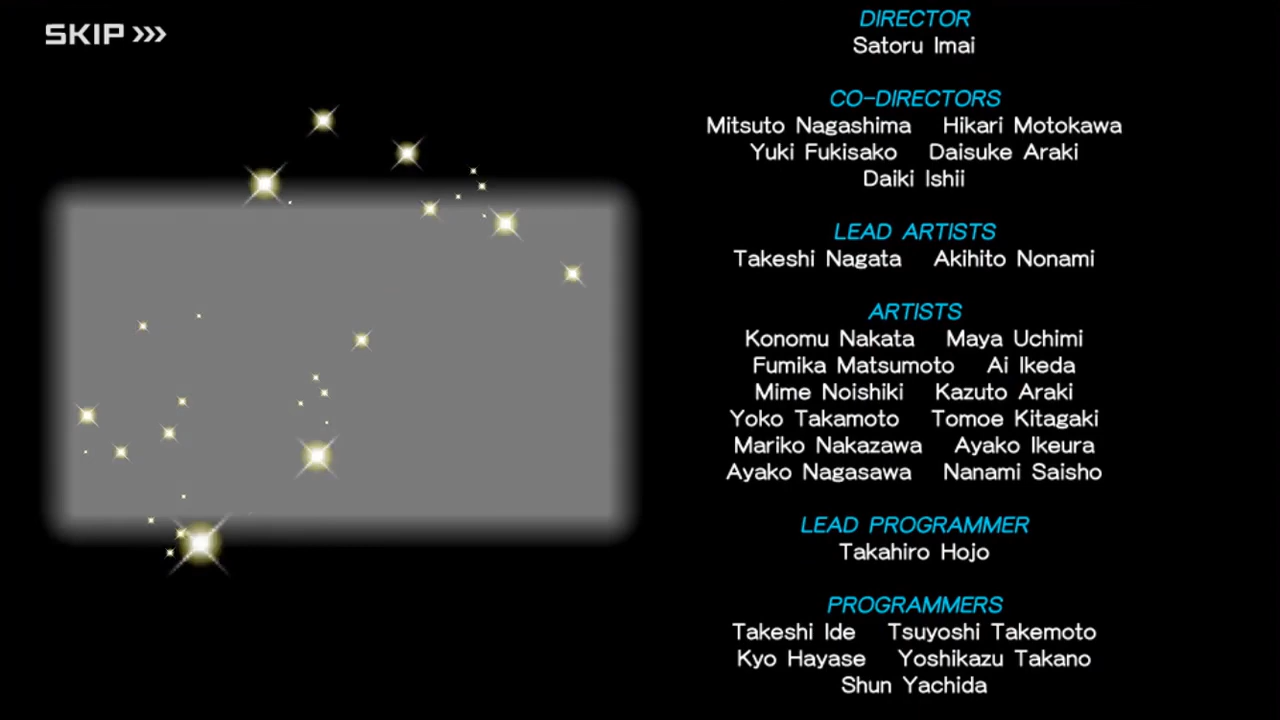 SKIP >>>
DIRECTOR
Satoru Imai
CO-DIRECTORS
Mitsuto Nagashima Hikari Motokawa
Yuki Fukisako Daisuke Araki
Daiki Ishii
LEAD ARTISTS
Takeshi Nagata Akihito Nonami
ARTISTS
Konomu Nakata Maya Uchimi
Fumika Matsumoto Ai Ikeda
Mime Noishiki Kazuto Araki
Yoko Takamoto Tomoe Kitagaki
Mariko Nakazawa Ayako Ikeura
Ayako Nagasawa Nanami Saisho
LEAD PROGRAMMER
Takahiro Hojo
PROGRAMMERS
Takeshi Ide Tsuyoshi Takemoto
Kyo Hayase Yoshikazu Takano
Shun Yachida